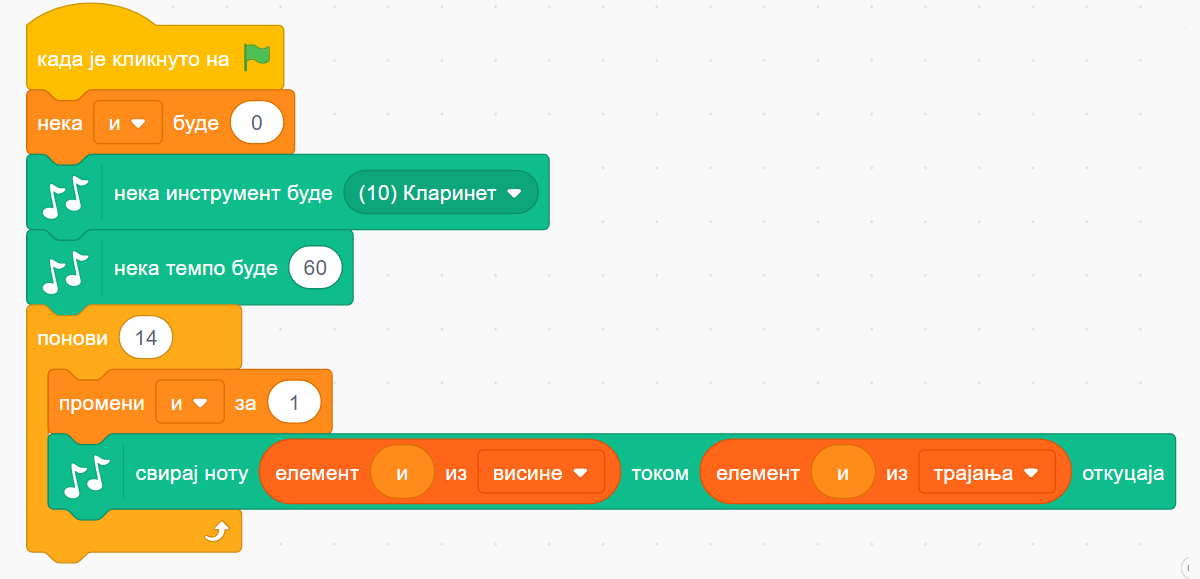 када је кликнуто на
нека и буде 0
нека инструмент буде (10) Кларинет
нека темпо буде 60
понови 14
промени и за 1
свирај ноту елемент и из висине током елемент и из трајања откуцаја